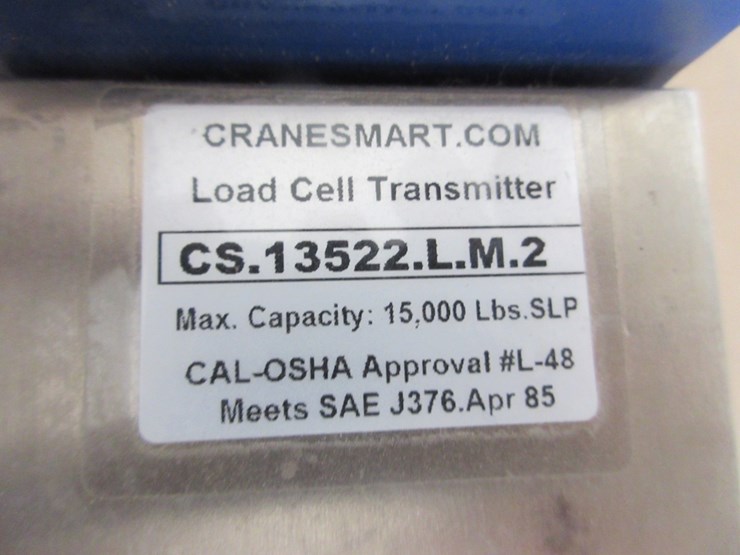 CRANESMART.COM
Load Cell Transmitter
CS.13522.L.M.2
Max. Capacity: 15,000 Lbs.SLP
CAL-OSHA Approval #L-48
Meets SAE J376.Apr 85